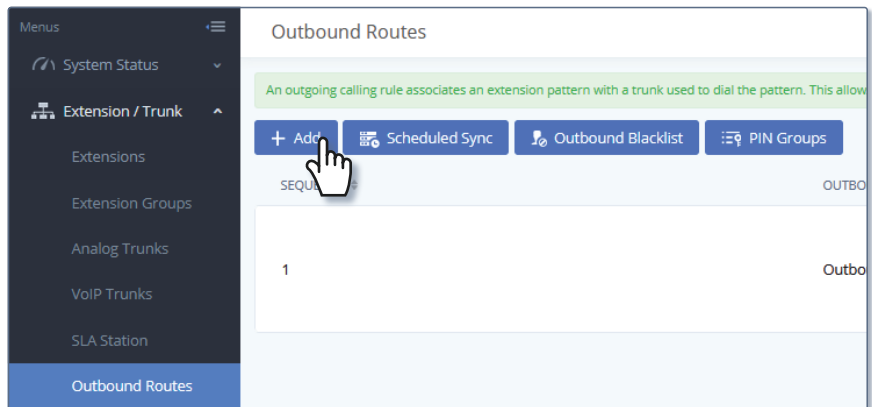 Menus
Outbound Routes
System Status
An outgoing calling rule associates an extension pattern with a trunk used to dial the pattern. This allow
Extension / Trunk
+ Add
Scheduled Sync
Outbound Blacklist
PIN Groups
Extensions
SEQU
OUTBO
Extension Groups
Analog Trunks
1
Outbo
VoIP Trunks
SLA Station
Outbound Routes